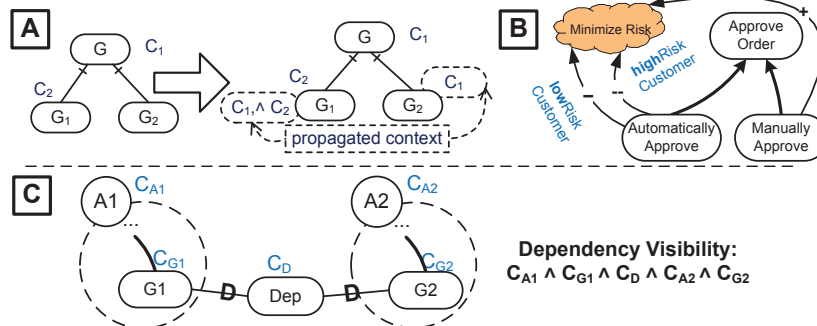 A
G
C1
C2
G1
G2
G
C1
C2
C1
C1,∧ C2
G1
G2
propagated context
B
Minimize Risk
Approve
Order
+
highRisk
Customer
lowRisk
Customer
-
--
Automatically
Approve
Manually
Approve
C
A1
CA1
...
CG1
G1
D
CD
Dep
D
A2
CA2
...
CG2
G2
Dependency Visibility:
CA1 ∧ CG1 ∧ CD ∧ CA2 ∧ CG2